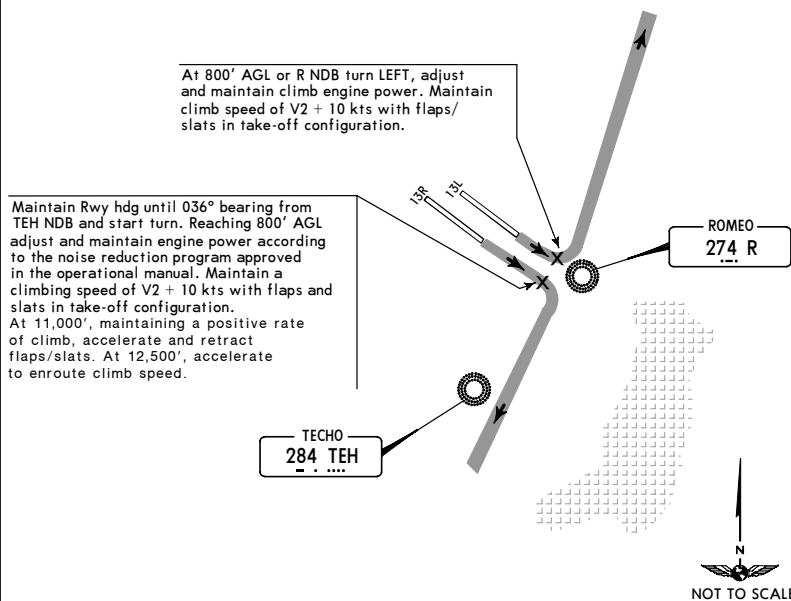 At 800' AGL or R NDB turn LEFT, adjust
and maintain climb engine power. Maintain
climb speed of V2 + 10 kts with flaps/
slats in take-off configuration.
13R
13L
Maintain Rwy hdg until 036° bearing from
TEH NDB and start turn. Reaching 800' AGL
adjust and maintain engine power according
to the noise reduction program approved
in the operational manual. Maintain a
climbing speed of V2 + 10 kts with flaps and
slats in take-off configuration.
At 11,000', maintaining a positive rate
of climb, accelerate and retract
flaps/slats. At 12,500', accelerate
to enroute climb speed.
ROMEO
274 R
X
X
TECHO
284 TEH
N
NOT TO SCALE